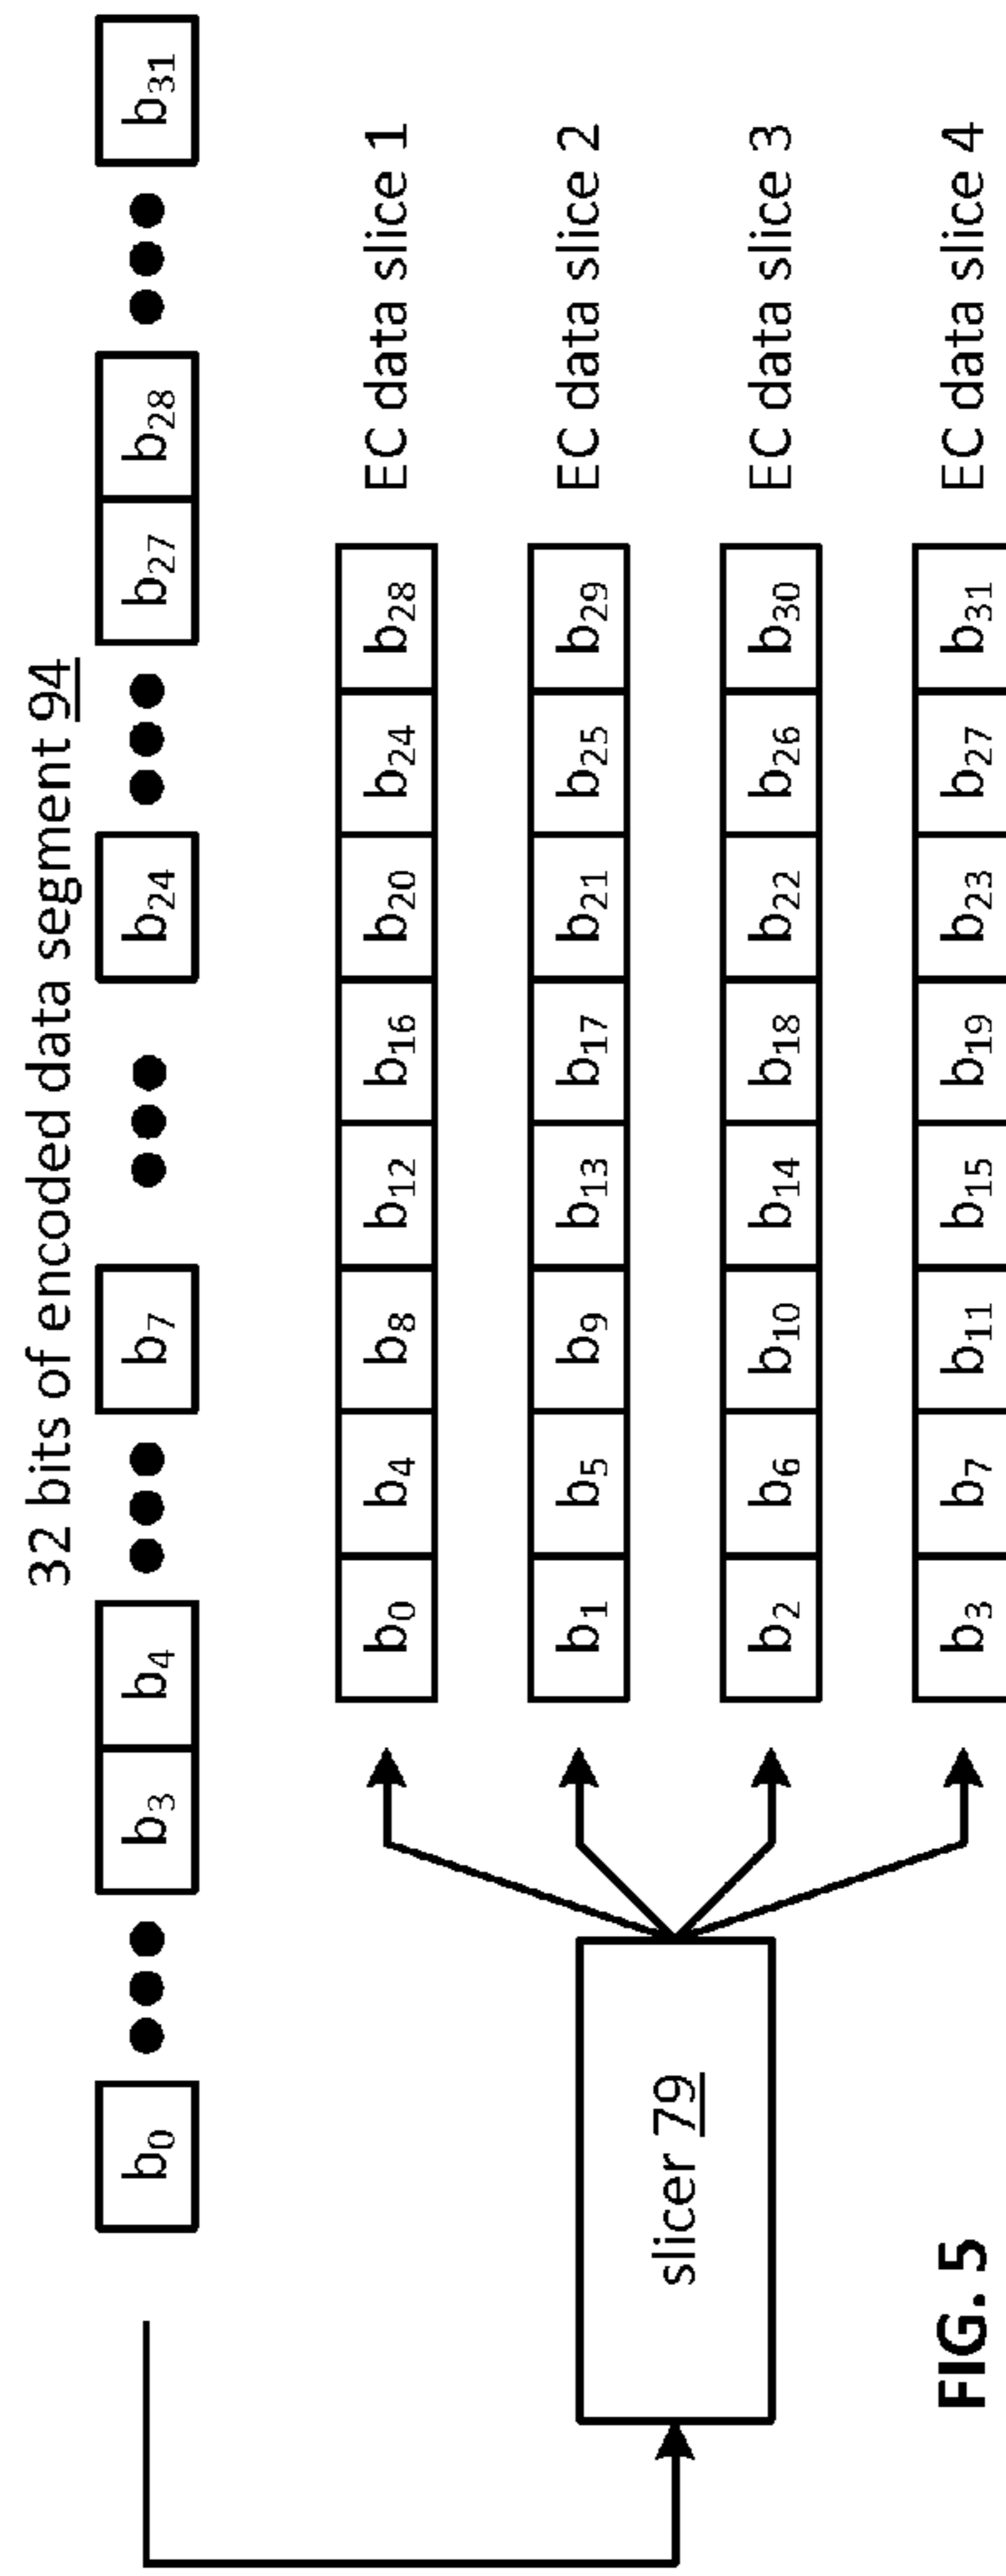 32 bits of encoded data segment 94
b0 ••• b3 b4 ••• b7 ••• b24 ••• b27 b28 ••• b31
b0 b4 b8 b12 b16 b20 b24 b28 EC data slice 1
b1 b5 b9 b13 b17 b21 b25 b29 EC data slice 2
slicer 79
b2 b6 b10 b14 b18 b22 b26 b30 EC data slice 3
b3 b7 b11 b15 b19 b23 b27 b31 EC data slice 4
FIG. 5